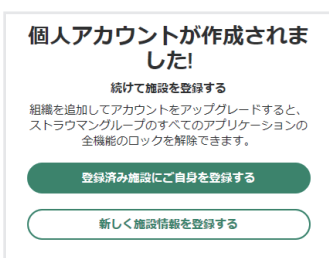 個人アカウントが作成されま
した!
続けて施設を登録する
組織を追加してアカウントをアップグレードすると、
ストラウマングループのすべてのアプリケーションの
全機能のロックを解除できます。
登録済み施設にご自身を登録する
新しく施設情報を登録する